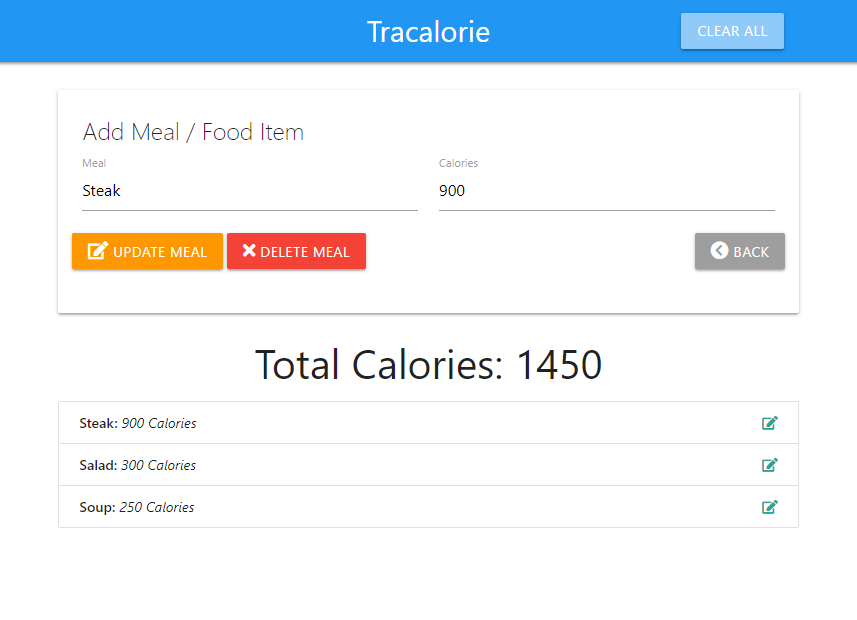 Tracalorie
CLEAR ALL
Add Meal / Food Item
Meal
Calories
Steak
900
UPDATE MEAL
DELETE MEAL
BACK
Total Calories: 1450
Steak: 900 Calories
Salad: 300 Calories
Soup: 250 Calories